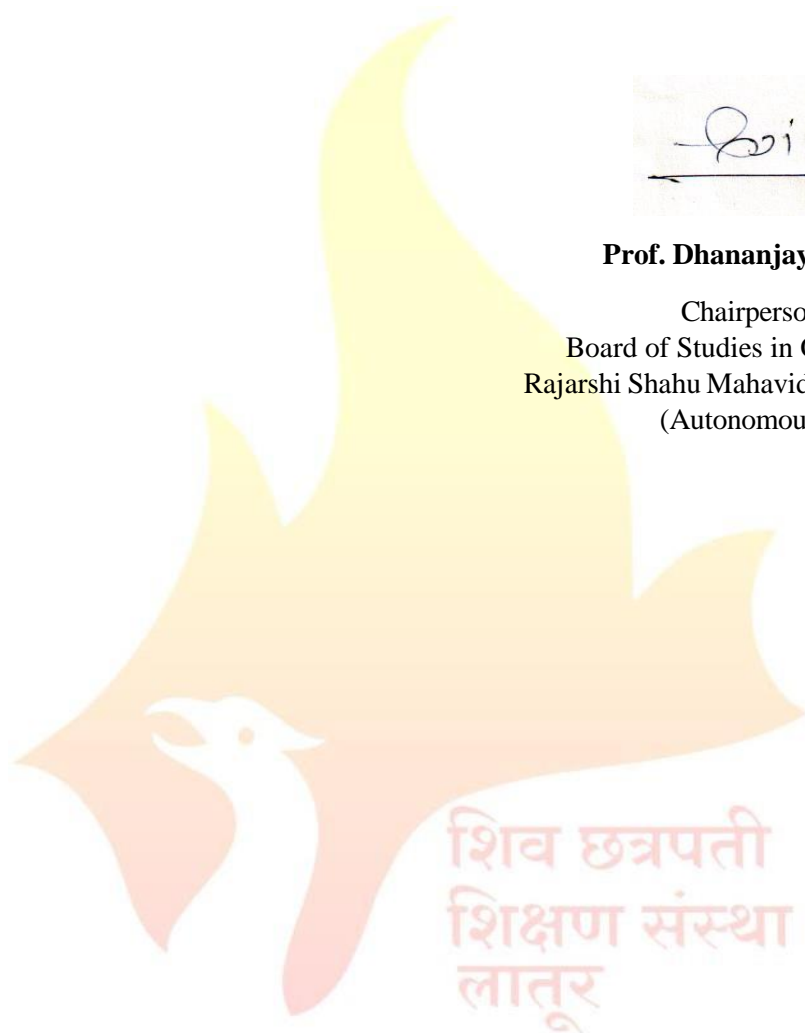 Prof. Dhananjay
Chairperso
Board of Studies in
Rajarshi Shahu Mahavid
(Autonomou
शिव छत्रपती
शिक्षण संस्था
लातूर